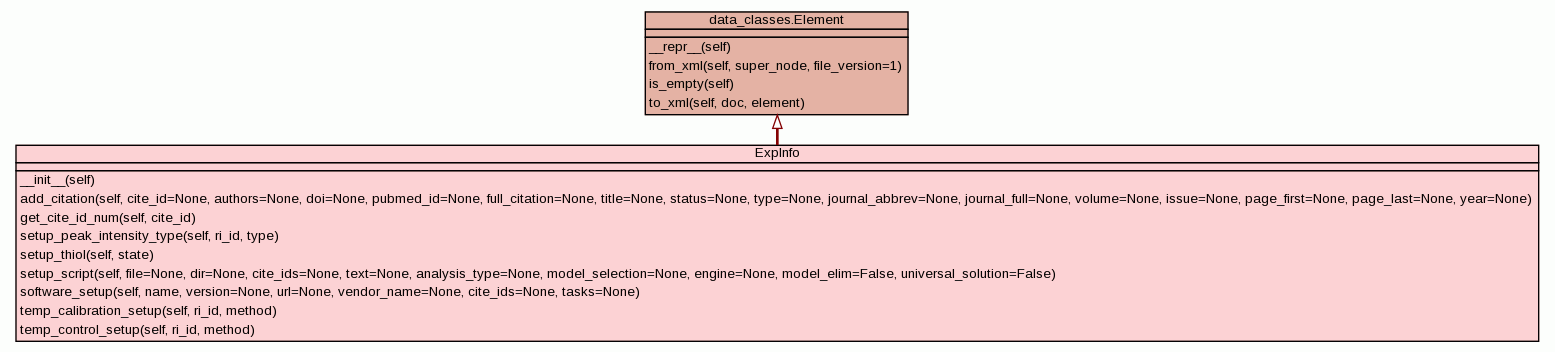 data_classes.Element
__repr__(self)
from_xml(self, super_node, file_version=1)
is_empty(self)
to_xml(self, doc, element)
ExpInfo
__init__(self)
add_citation(self, cite_id=None, authors=None, doi=None, pubmed_id=None, full_citation=None, title=None, status=None, type=None, journal_abbrev=None, journal_full=None, volume=None, issue=None, page_first=None, page_last=None, year=None)
get_cite_id_num(self, cite_id)
setup_peak_intensity_type(self, ri_id, type)
setup_thiol(self, state)
setup_script(self, file=None, dir=None, cite_ids=None, text=None, analysis_type=None, model_selection=None, engine=None, model_elim=False, universal_solution=False)
software_setup(self, name, version=None, url=None, vendor_name=None, cite_ids=None, tasks=None)
temp_calibration_setup(self, ri_id, method)
temp_control_setup(self, ri_id, method)